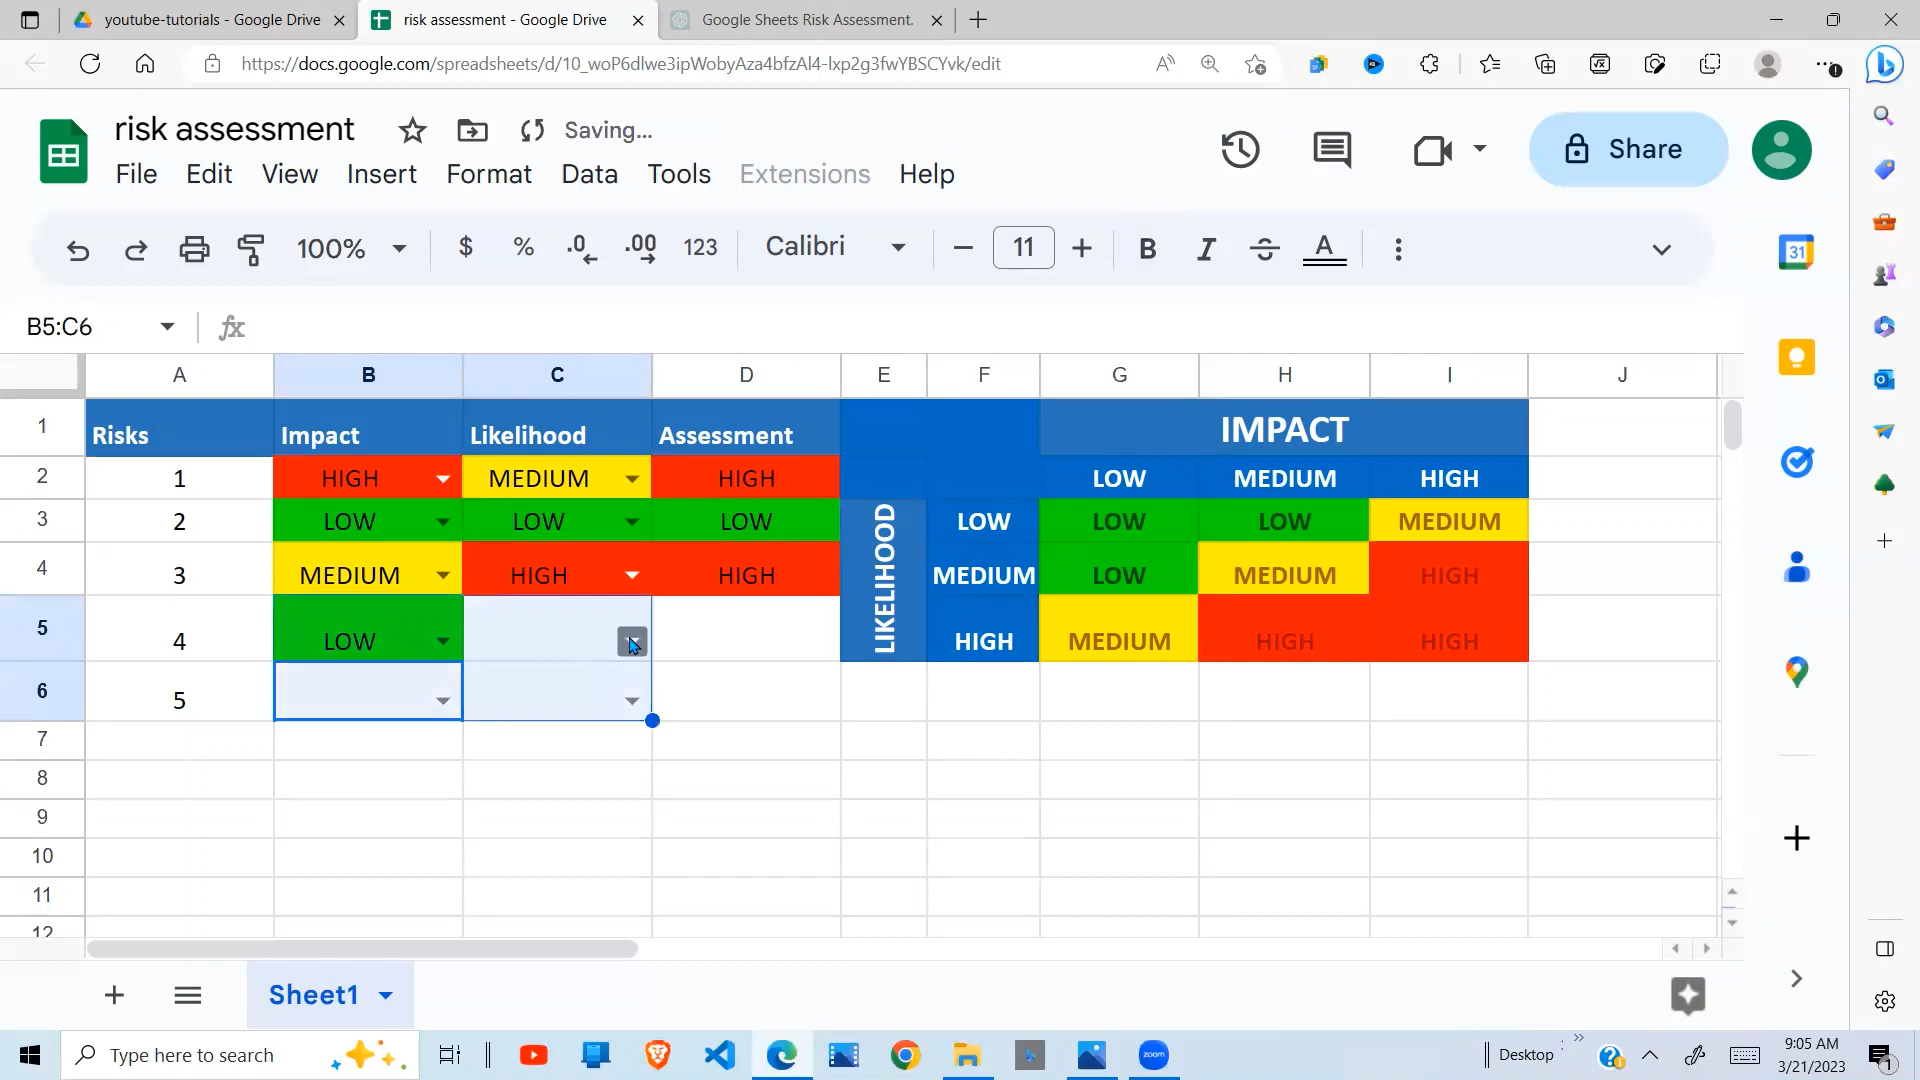 youtube-tutorials - Google Drive
risk assessment - Google Drive
Google Sheets Risk Assessment.
https://docs.google.com/spreadsheets/d/10_woP6dlwe3ipWobyAza4bfzAl4-lxp2g3fwYBSCYvk/edit
risk assessment
Saving...
File Edit View Insert Format Data Tools Extensions Help
Share
100% $ % .0 .00 123 Calibri 11 B I S A
31
B5:C6 fx
A B C D E F G H I J
1 Risks Impact Likelihood Assessment IMPACT
2 1 HIGH MEDIUM HIGH LOW MEDIUM HIGH
3 2 LOW LOW LOW LOW LOW LOW MEDIUM
LIKELIHOOD
4 3 MEDIUM HIGH HIGH MEDIUM LOW MEDIUM HIGH
5 4 LOW HIGH MEDIUM HIGH HIGH
6 5
7
8
9
10
11
12
Sheet1
Type here to search
zoom
Desktop
9:05 AM
3/21/2023
1